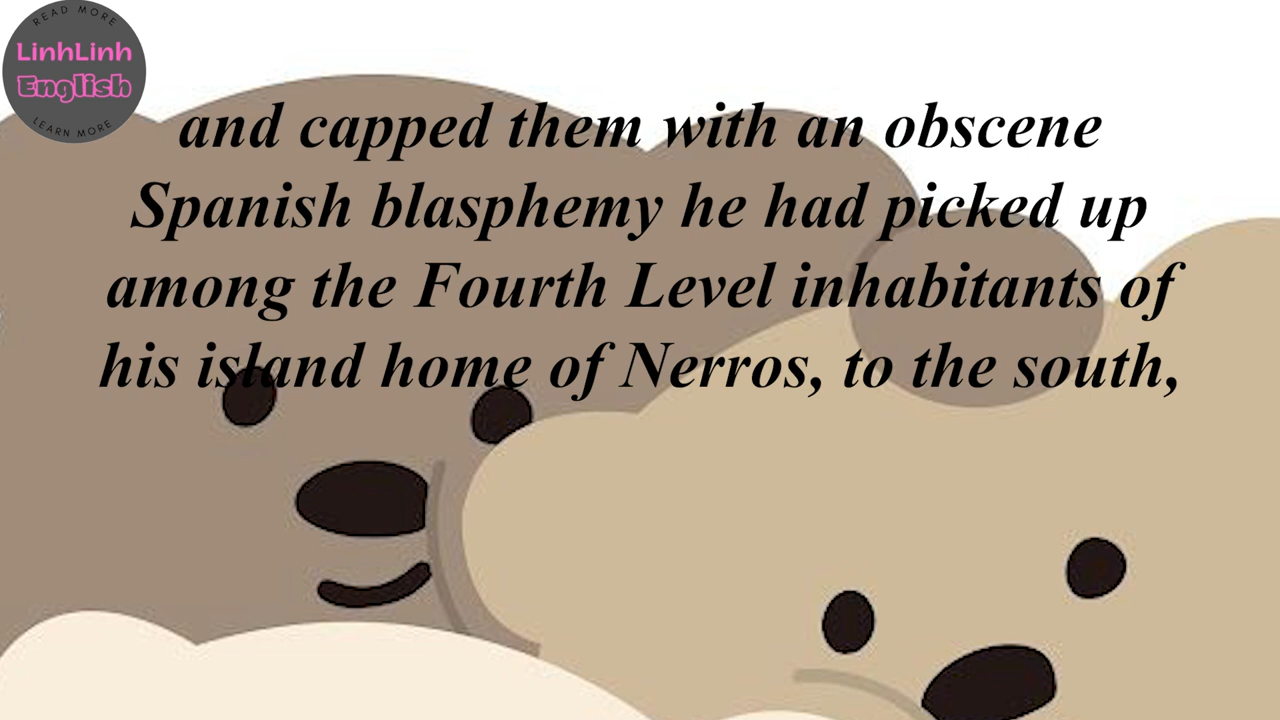 READ MORE
LinhLinh
English
LEARN MORE
and capped them with an obscene
Spanish blasphemy he had picked up
among the Fourth Level inhabitants of
his island home of Nerros, to the south,